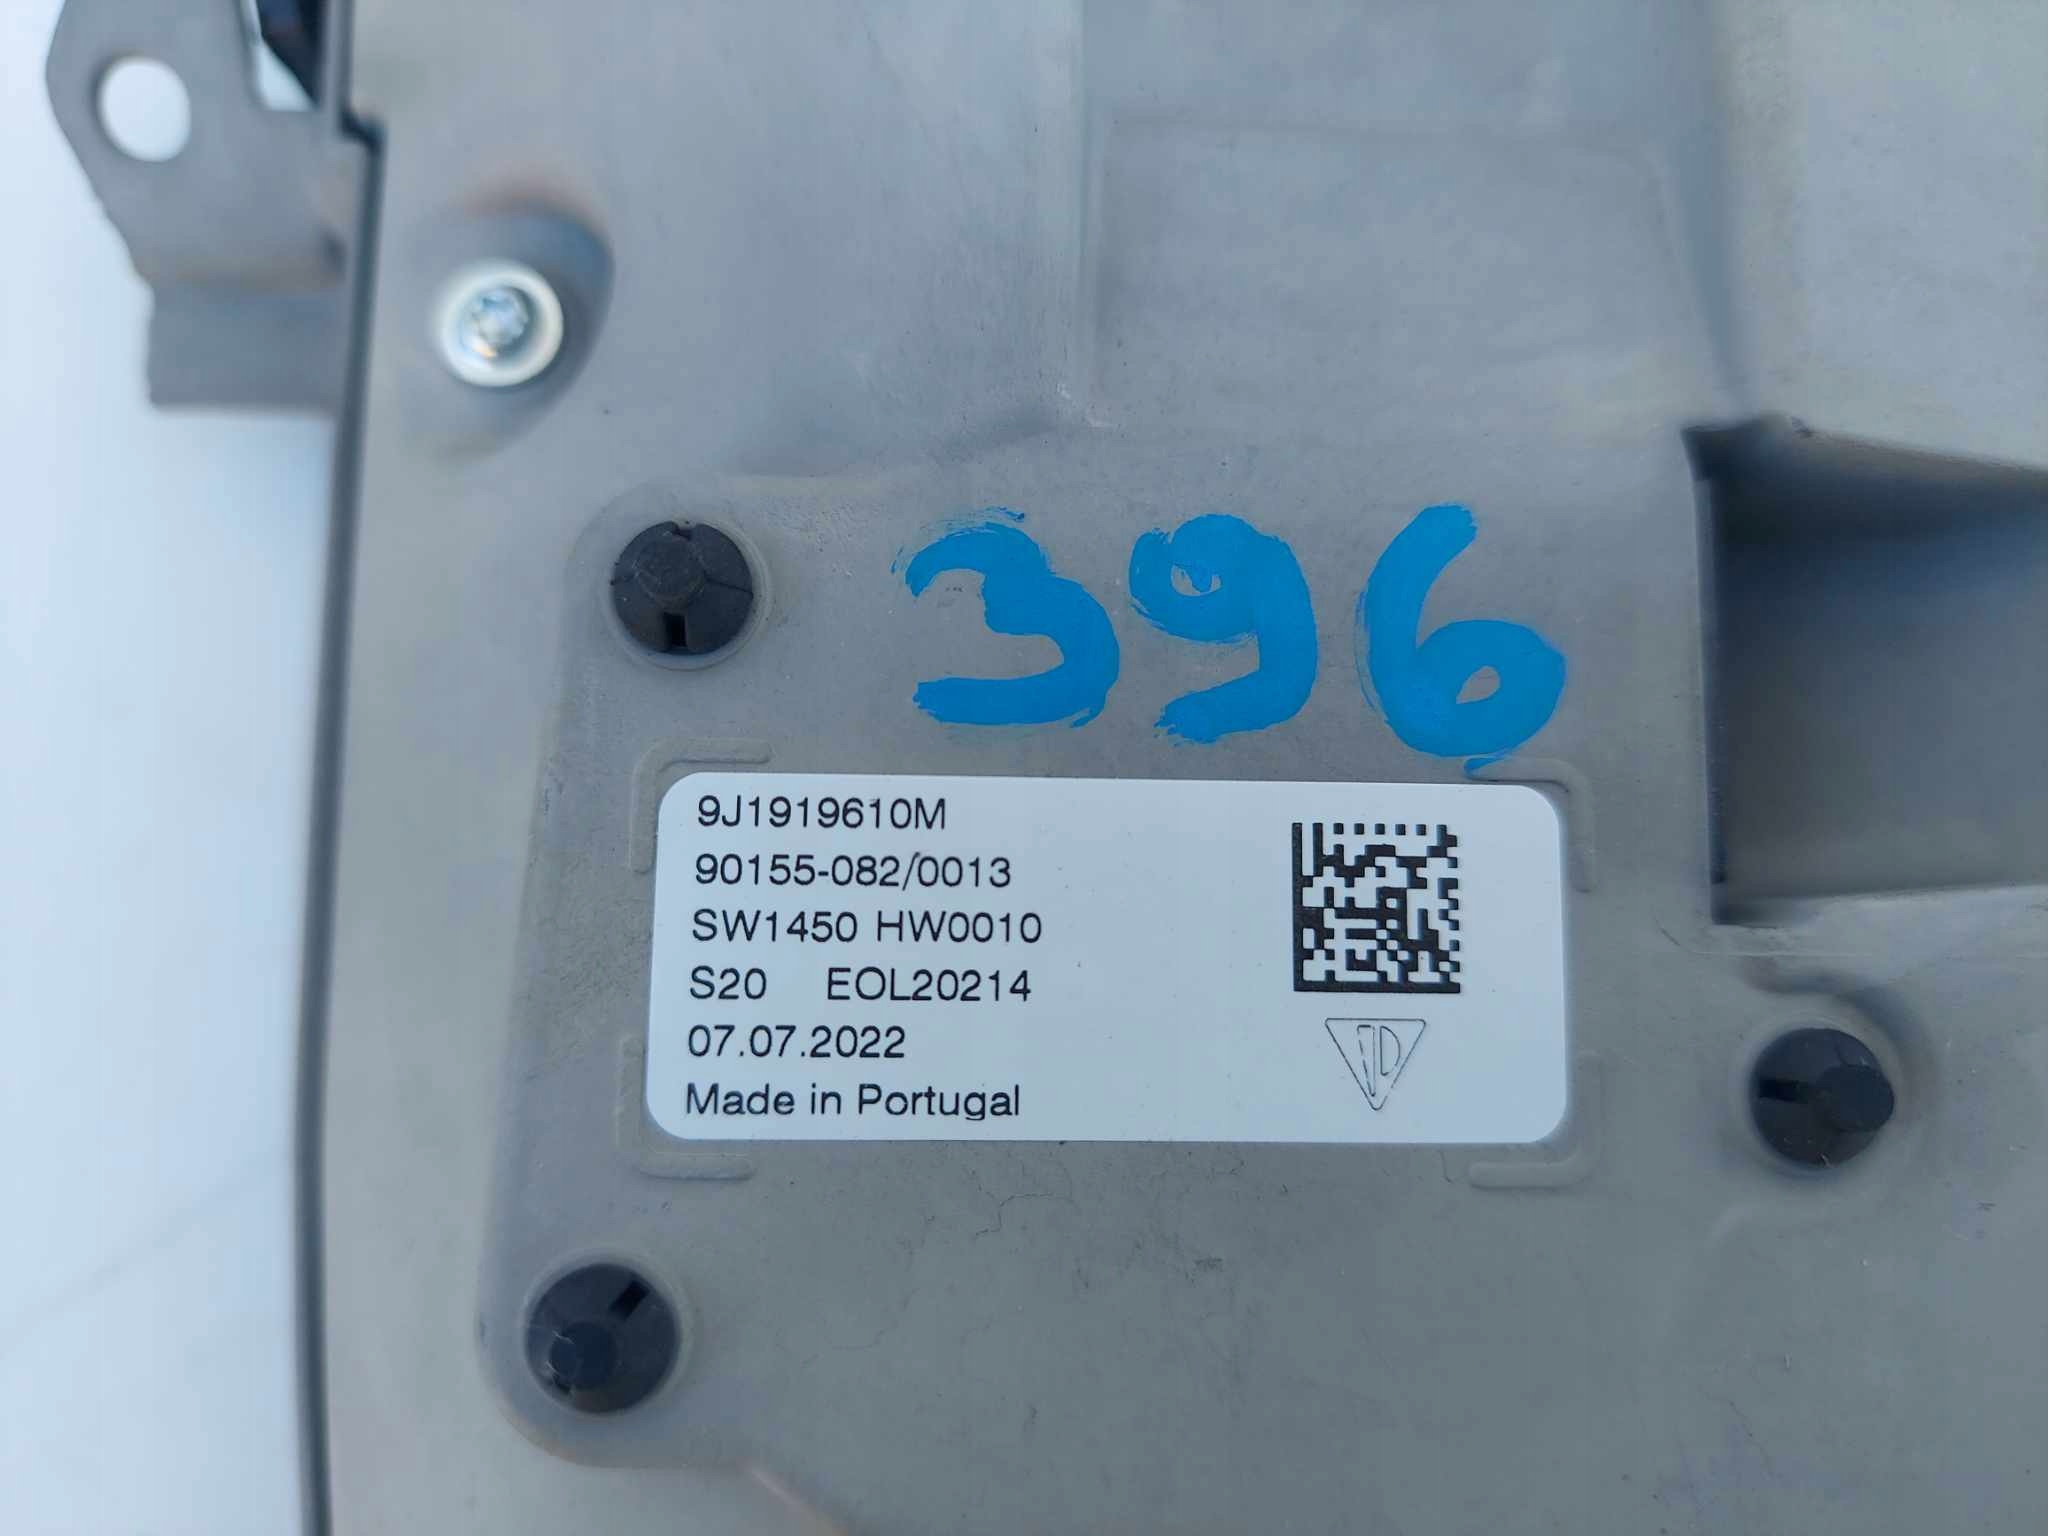 396
9J1919610M
90155-082/0013
SW1450 HW0010
S20 EOL20214
07.07.2022
Made in Portugal